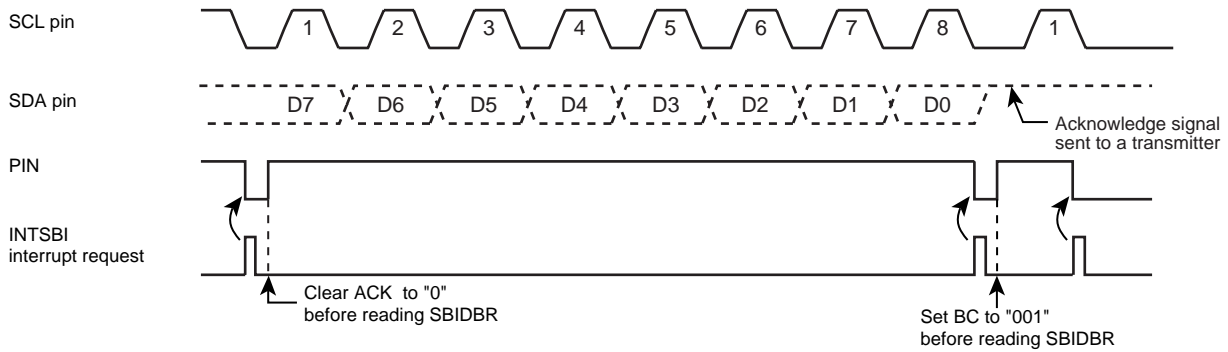 SCL pin
1 2 3 4 5 6 7 8 1
SDA pin
D7 D6 D5 D4 D3 D2 D1 D0
Acknowledge signal
sent to a transmitter
PIN
INTSBI
interrupt request
Clear ACK to "0"
before reading SBIDBR
Set BC to "001"
before reading SBIDBR